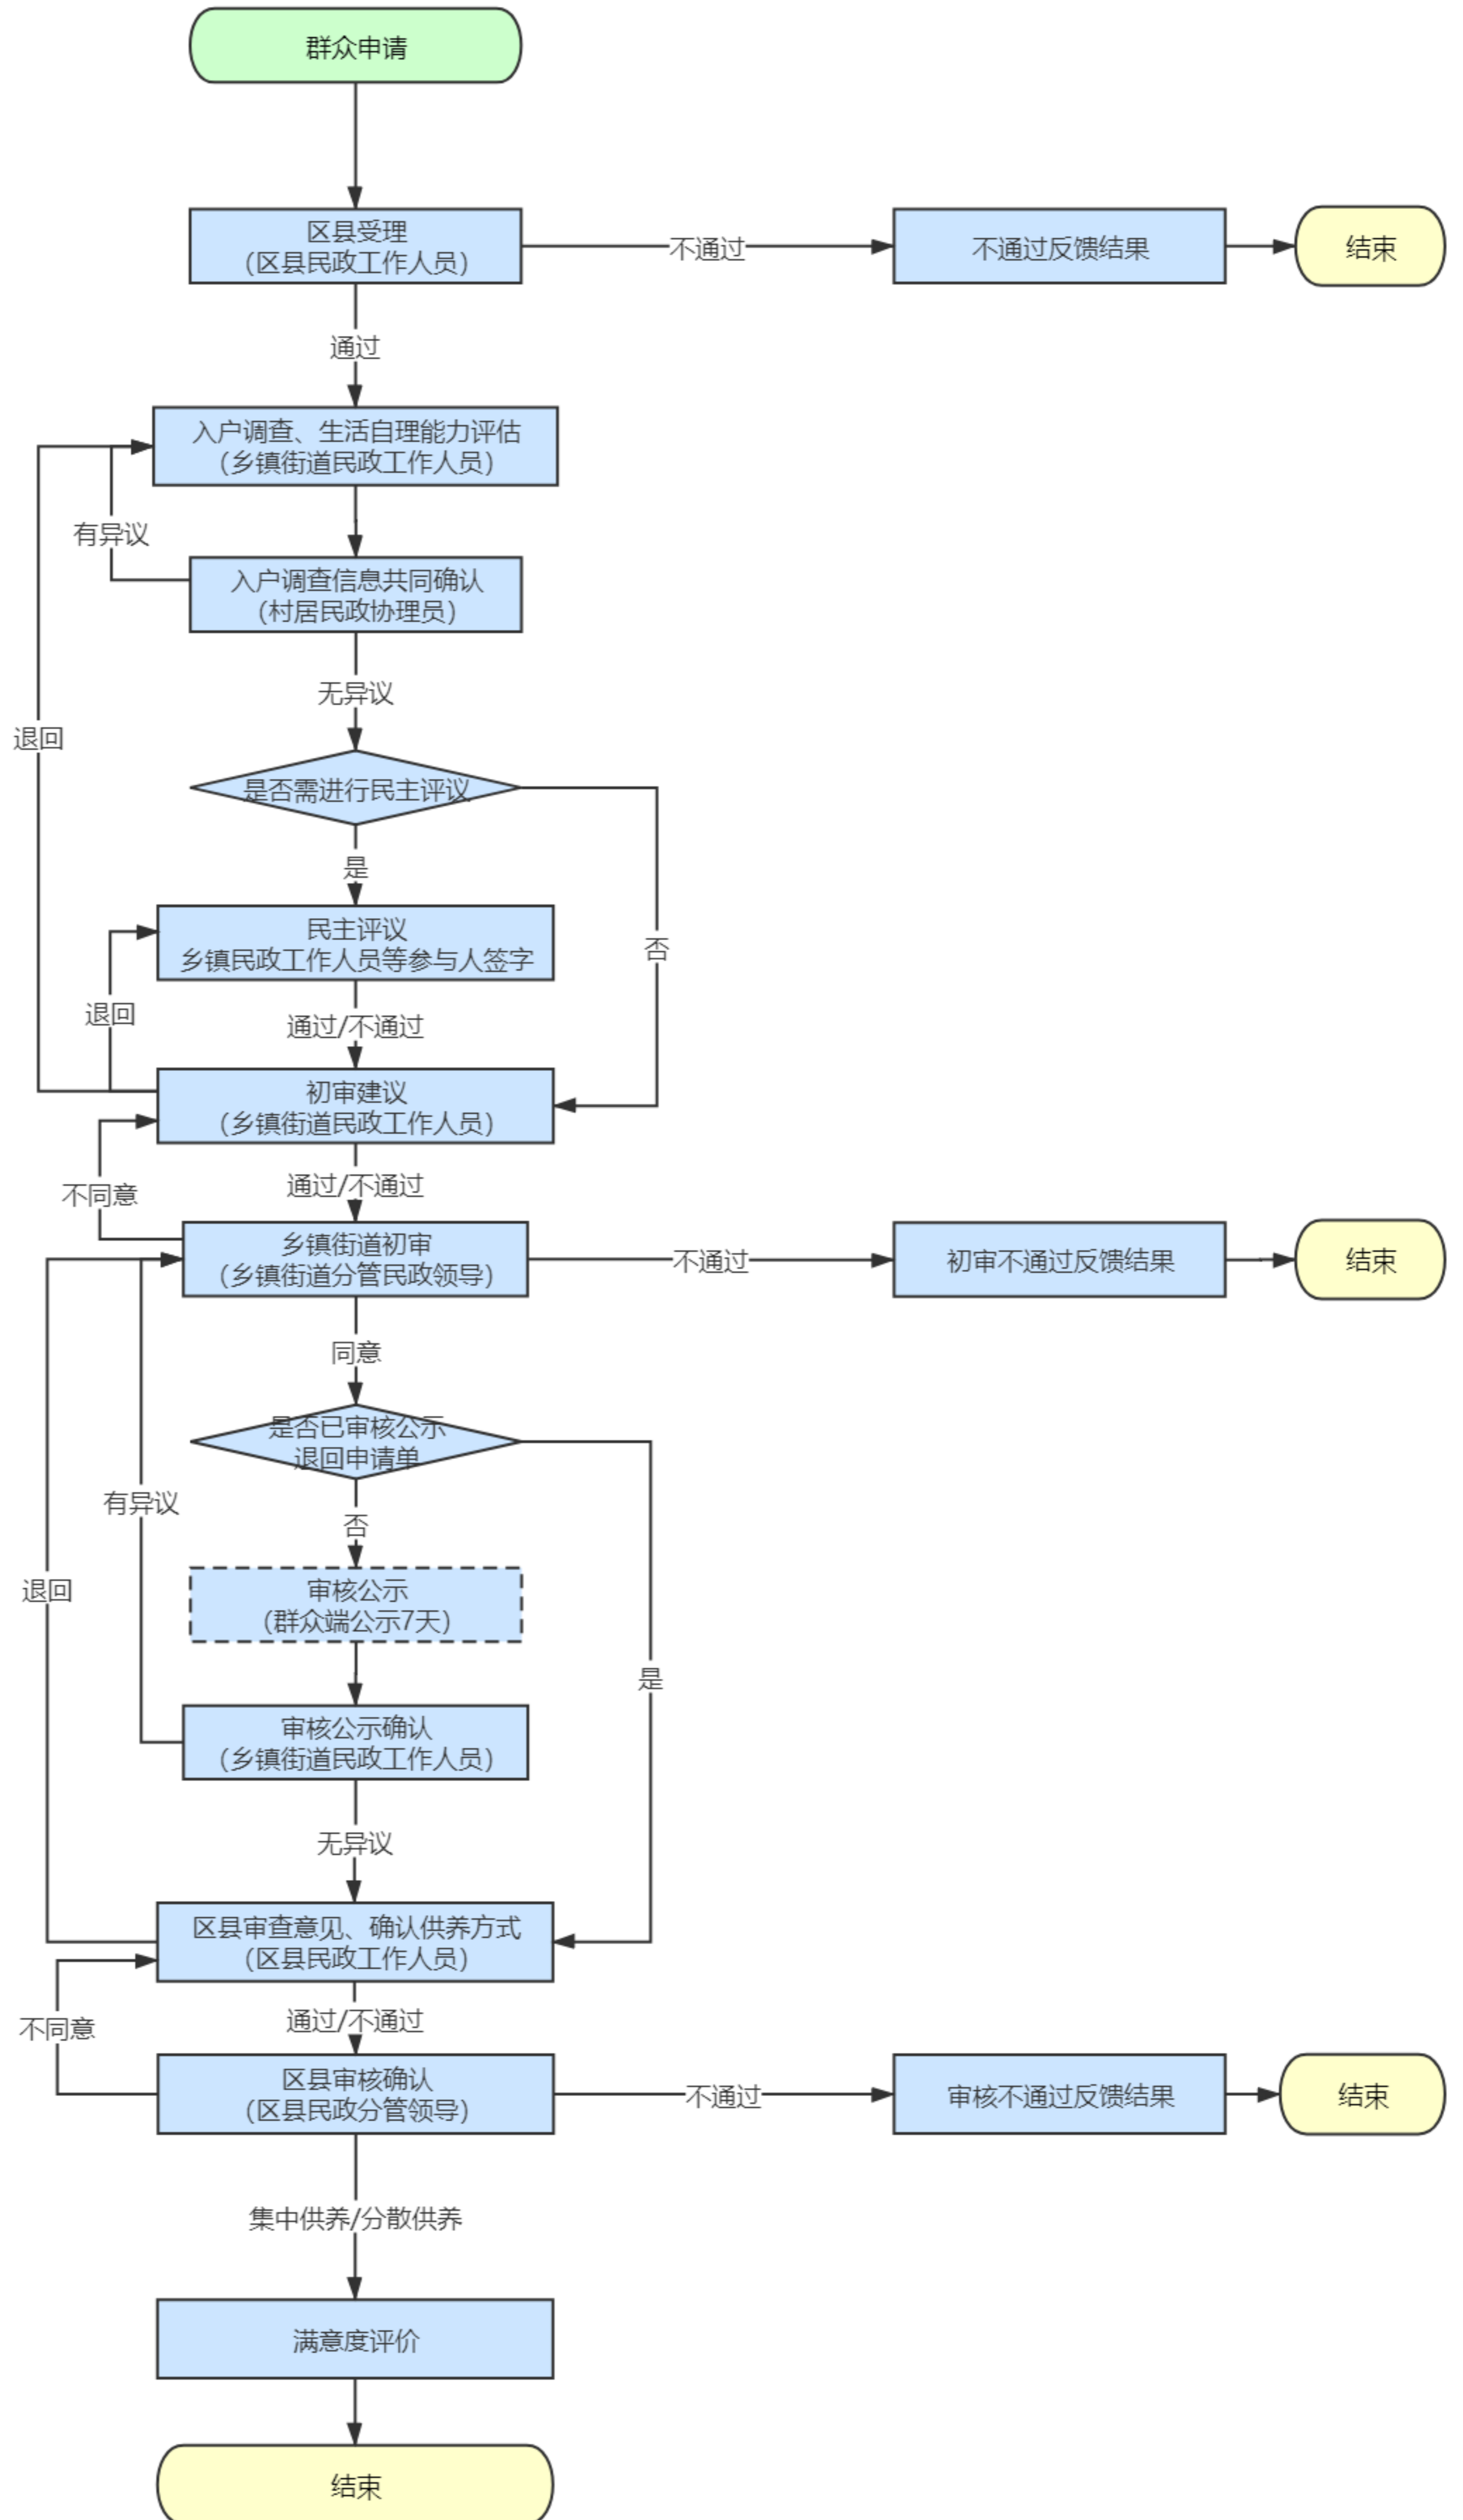 群众申请
区县受理
（区县民政工作人员）
不通过
不通过反馈结果
结束
通过
入户调查、生活自理能力评估
（乡镇街道民政工作人员）
有异议
入户调查信息共同确认
（村居民政协理员）
无异议
退回
是否需进行民主评议
是
民主评议
乡镇民政工作人员等参与人签字
否
退回
通过/不通过
初审建议
（乡镇街道民政工作人员）
不同意
通过/不通过
乡镇街道初审
（乡镇街道分管民政领导）
不通过
初审不通过反馈结果
结束
同意
是否已审核公示
退回申请单
有异议
否
退回
审核公示
（群众端公示7天）
是
审核公示确认
（乡镇街道民政工作人员）
无异议
区县审查意见、确认供养方式
（区县民政工作人员）
不同意
通过/不通过
区县审核确认
（区县民政分管领导）
不通过
审核不通过反馈结果
结束
集中供养/分散供养
满意度评价
结束